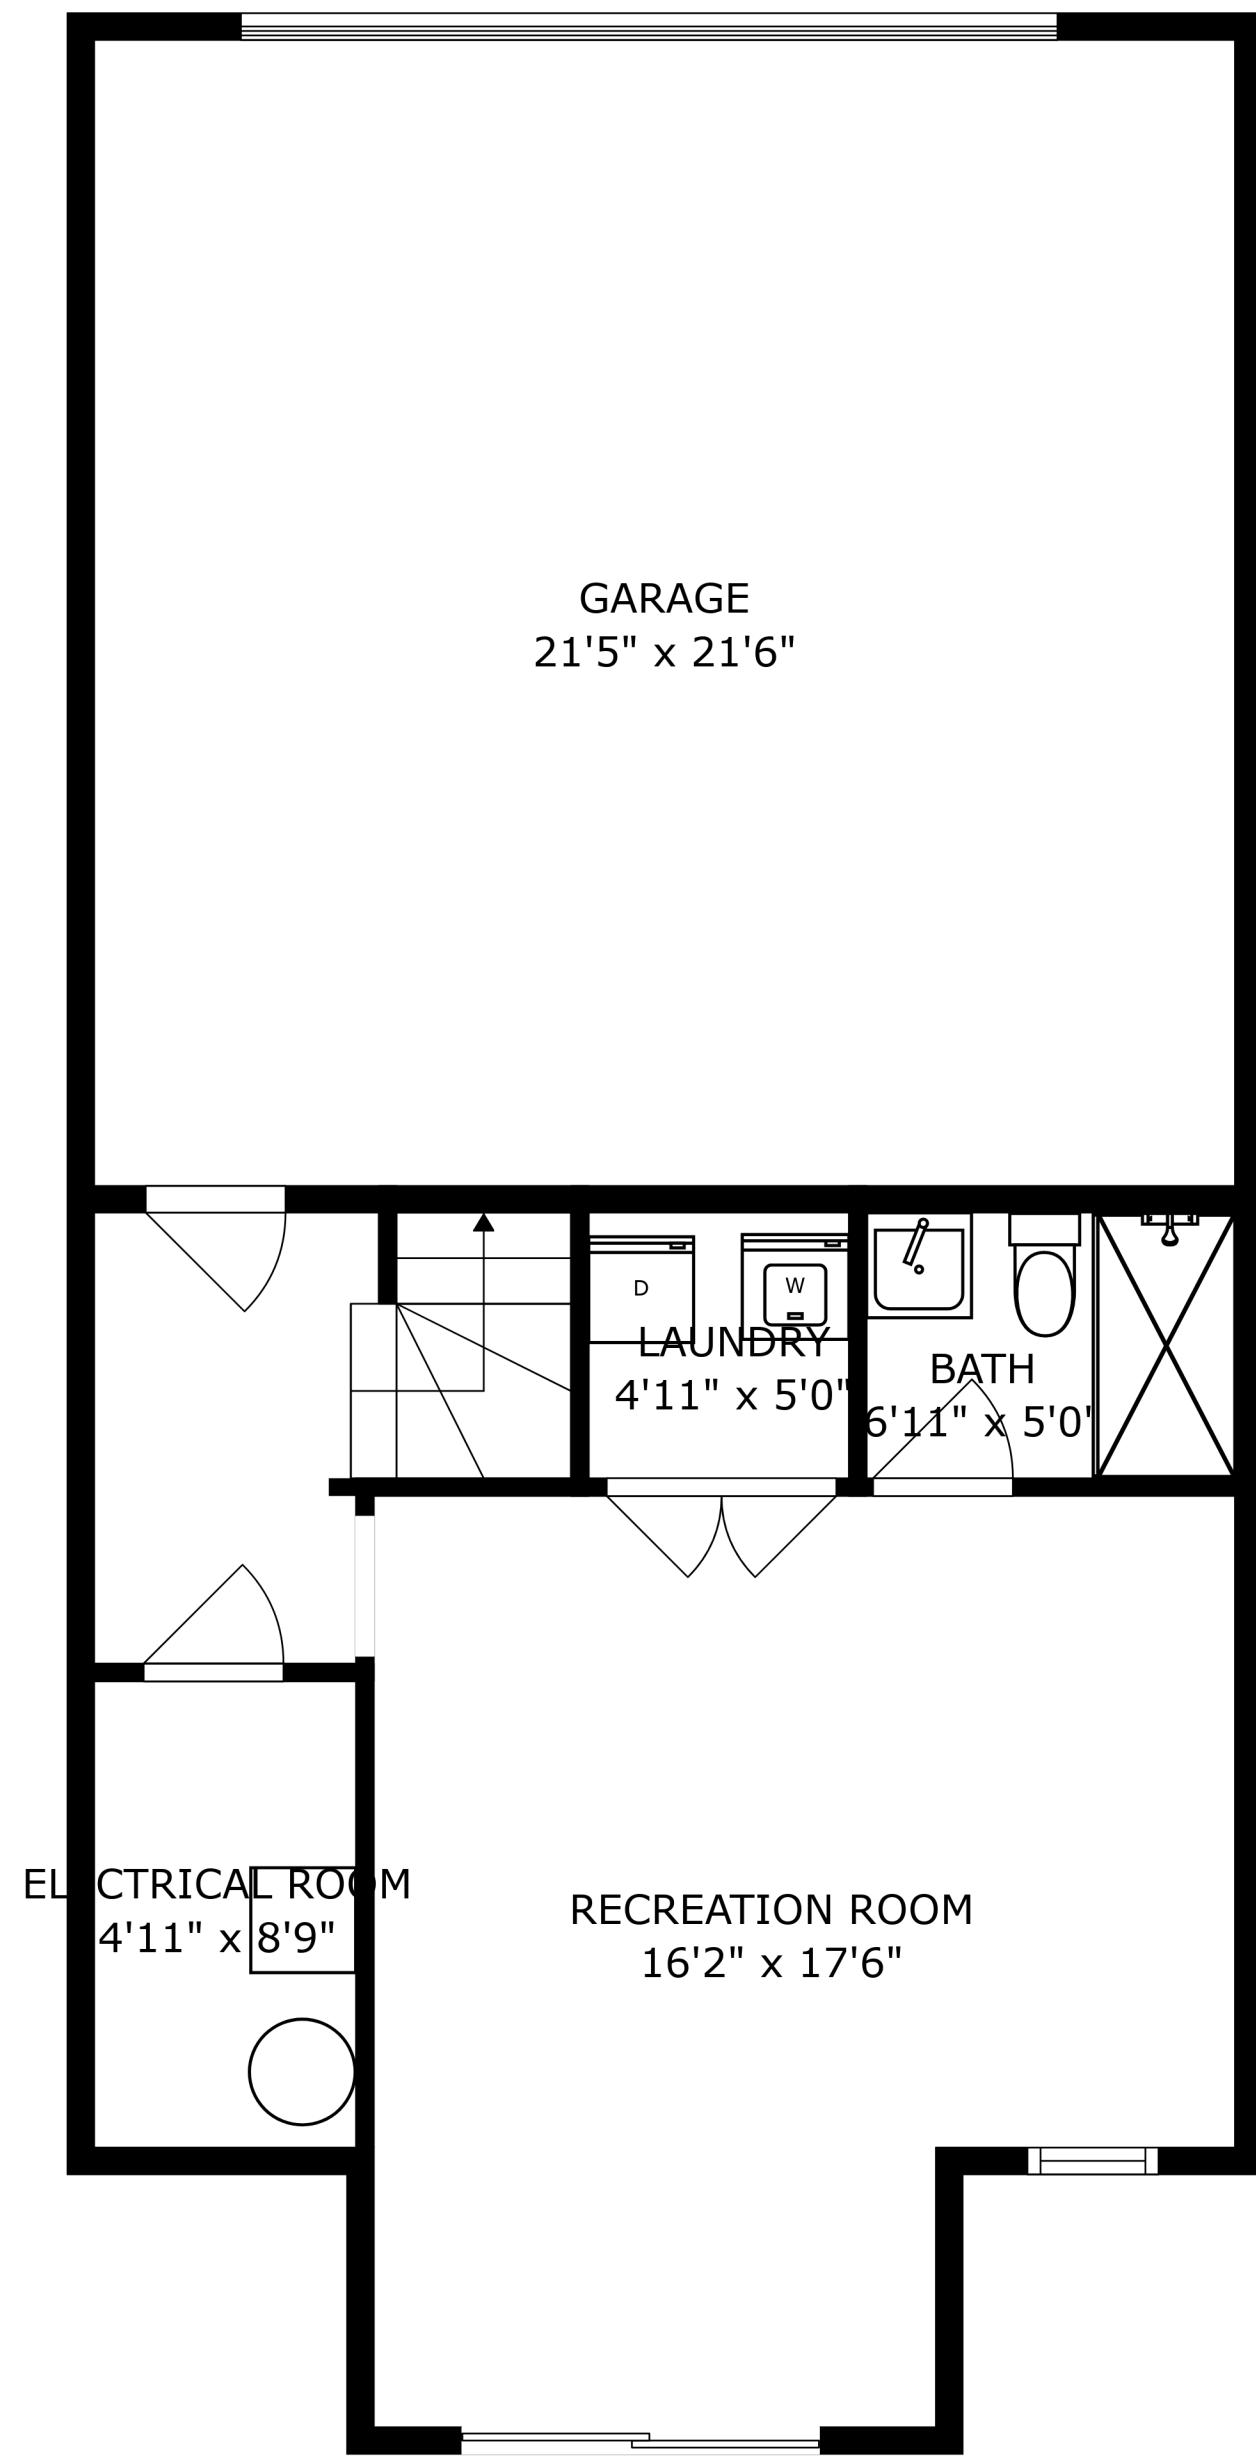 GARAGE
21'5" x 21'6"
D
W
LAUNDRY
4'11" x 5'0"
BATH
6'11" x 5'0"
ELECTRICAL ROOM
4'11" x 8'9"
RECREATION ROOM
16'2" x 17'6"